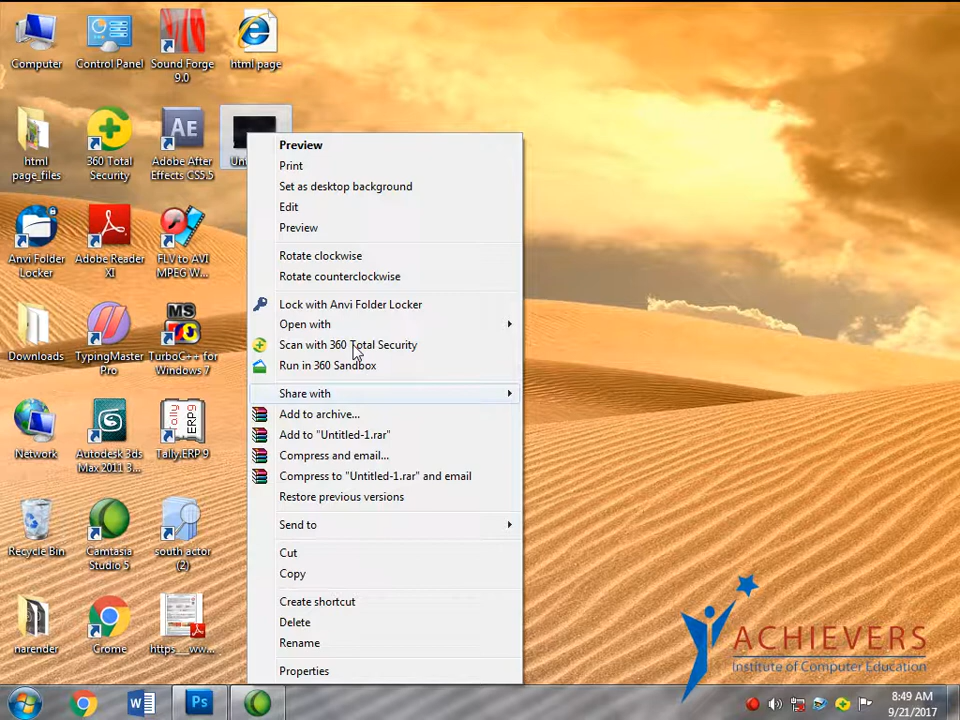 Computer
Control Panel
Sound Forge
9.0
html page
html
page_files
360 Total
Security
AE
Adobe After
Effects CS5.5
Anvi Folder
Locker
Adobe Reader
XI
FLV to AVI
MPEG W...
Downloads
TypingMaster
Pro
MS
TurboC++ for
Windows 7
Network
Autodesk 3ds
Max 2011 3...
Tally
ERP9
Tally.ERP 9
Recycle Bin
Camtasia
Studio 5
south actor
(2)
narender
Grome
https___ww...
Preview
Print
Set as desktop background
Edit
Preview
Rotate clockwise
Rotate counterclockwise
Lock with Anvi Folder Locker
Open with
Scan with 360 Total Security
Run in 360 Sandbox
Share with
Add to archive...
Add to "Untitled-1.rar"
Compress and email...
Compress to "Untitled-1.rar" and email
Restore previous versions
Send to
Cut
Copy
Create shortcut
Delete
Rename
Properties
ACHIEVERS
Institute of Computer Education
W
Ps
8:49 AM
9/21/2017